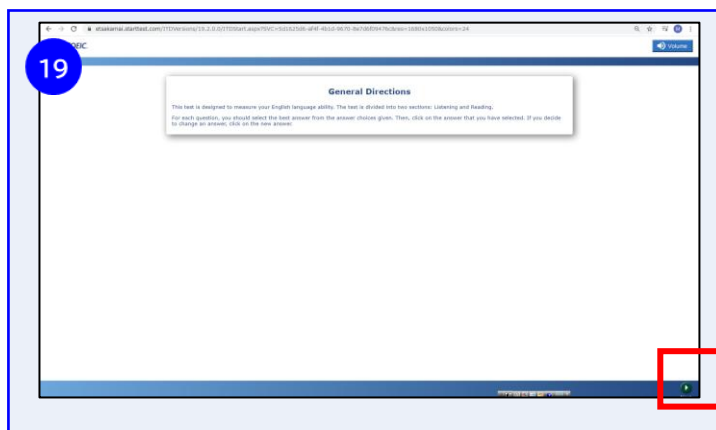 19
Volume
General Directions
This test is designed to measure your English language ability. The test is divided into two sections: Listening and Reading.
For each question, you should select the best answer from the answer choices given. Then, click on the answer that you have selected. If you decide
to change an answer, click on the new answer.